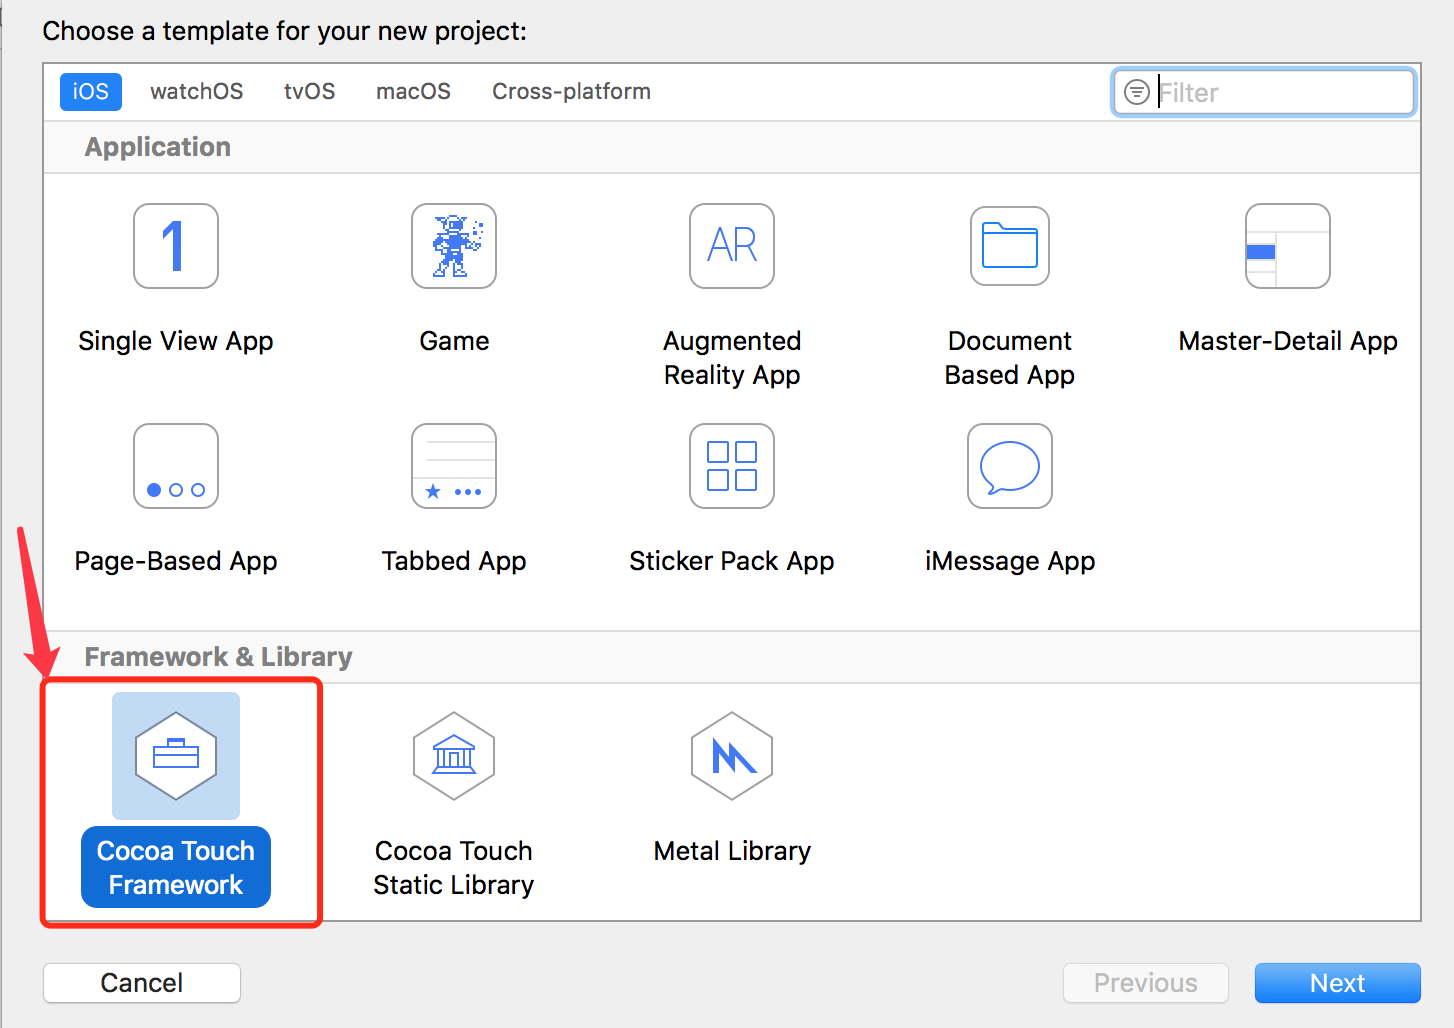 Choose a template for your new project:
iOS watchOS tvOS macOS Cross-platform
Filter
Application
1
AR
Single View App
Game
Augmented
Reality App
Document
Based App
Master-Detail App
Page-Based App
Tabbed App
Sticker Pack App
iMessage App
Framework & Library
Cocoa Touch
Framework
Cocoa Touch
Static Library
Metal Library
Cancel
Previous
Next